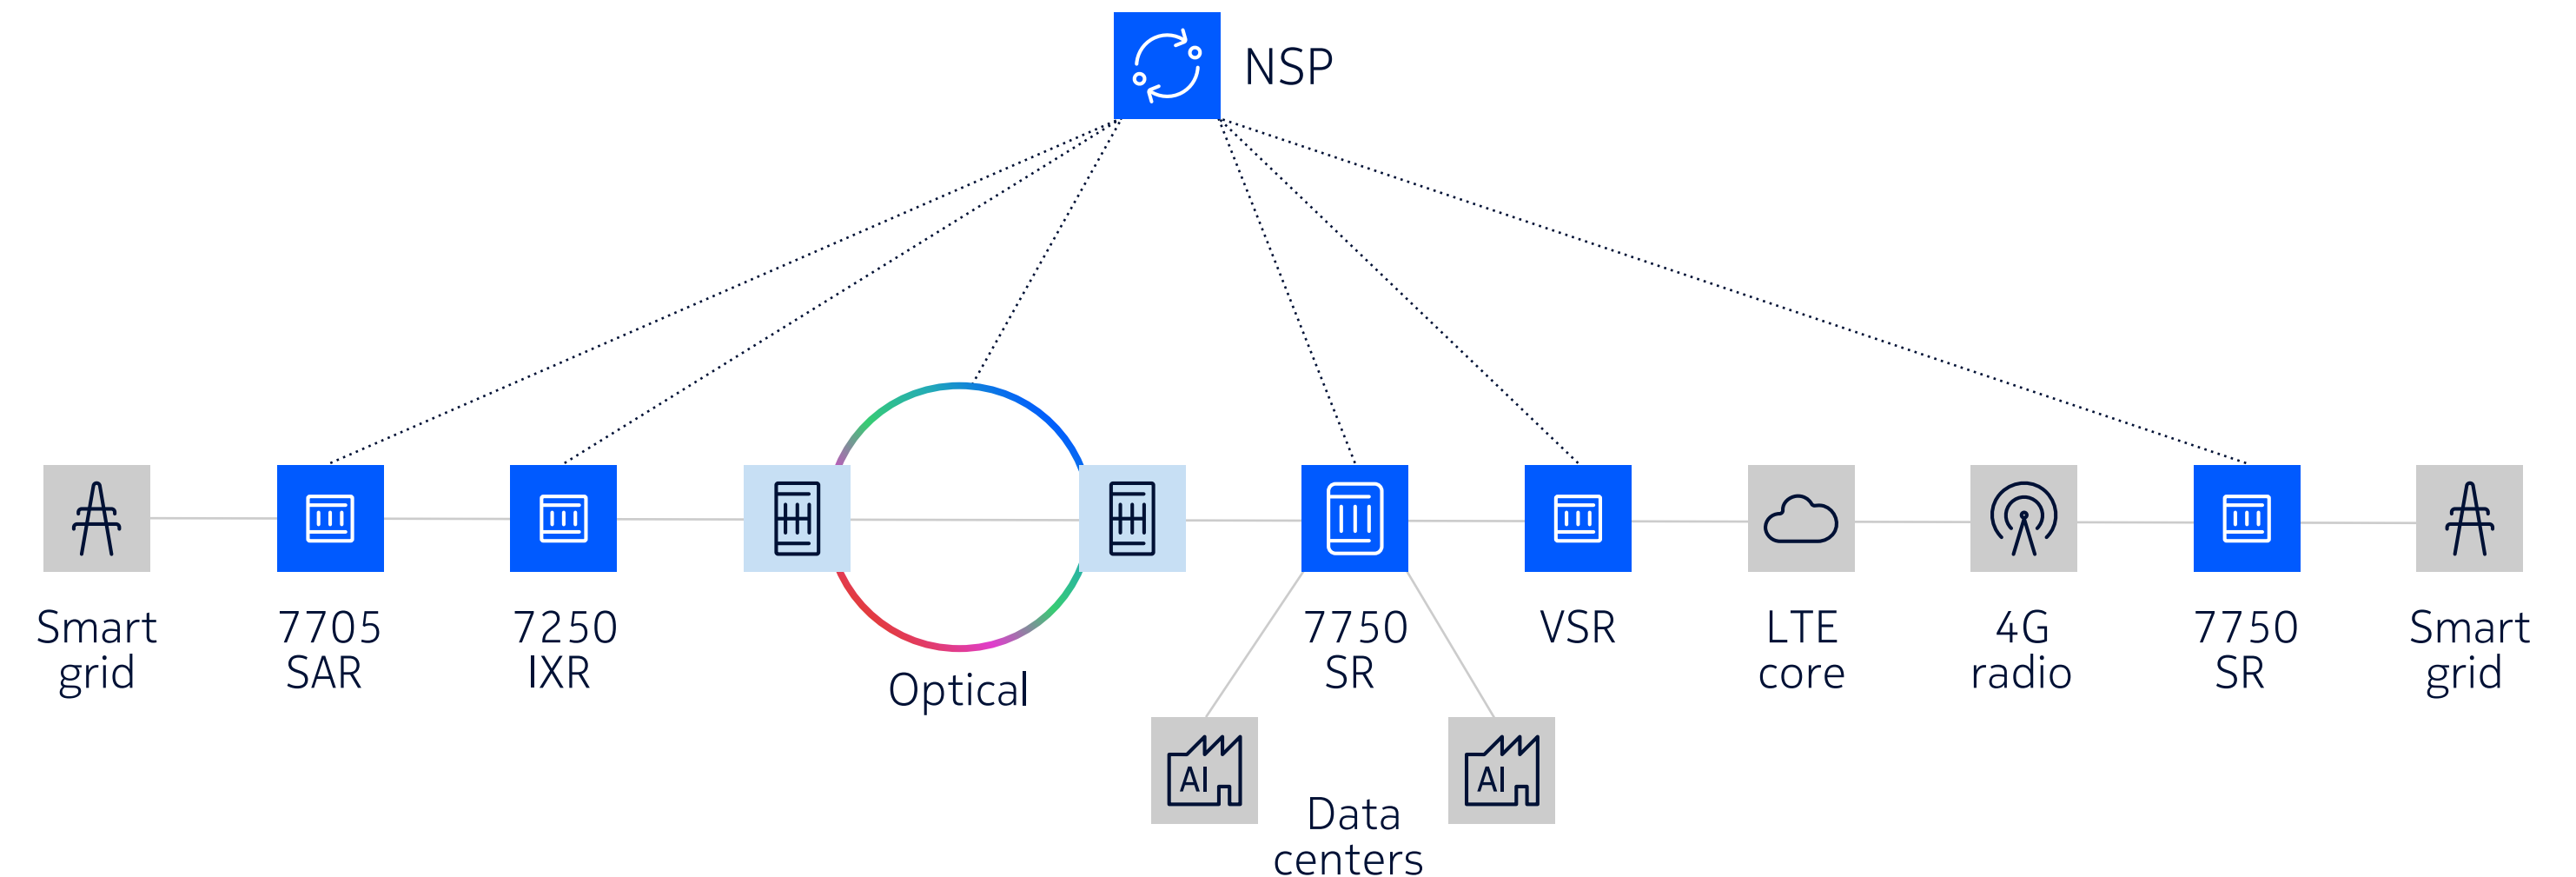 NSP
Smart
grid
7705
SAR
7250
IXR
Optical
7750
SR
VSR
LTE
core
4G
radio
7750
SR
Smart
grid
AI
AI
Data
centers